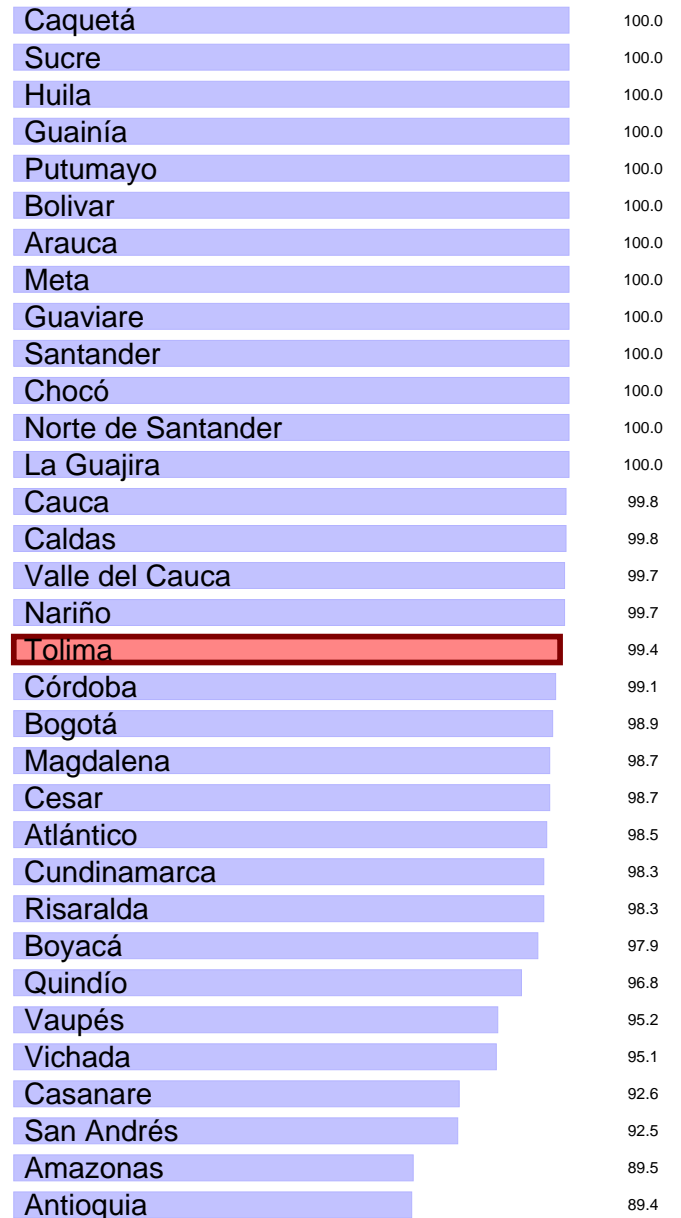 Caquetá 100.0
Sucre 100.0
Huila 100.0
Guainía 100.0
Putumayo 100.0
Bolivar 100.0
Arauca 100.0
Meta 100.0
Guaviare 100.0
Santander 100.0
Chocó 100.0
Norte de Santander 100.0
La Guajira 100.0
Cauca 99.8
Caldas 99.8
Valle del Cauca 99.7
Nariño 99.7
Tolima 99.4
Córdoba 99.1
Bogotá 98.9
Magdalena 98.7
Cesar 98.7
Atlántico 98.5
Cundinamarca 98.3
Risaralda 98.3
Boyacá 97.9
Quindío 96.8
Vaupés 95.2
Vichada 95.1
Casanare 92.6
San Andrés 92.5
Amazonas 89.5
Antioquia 89.4